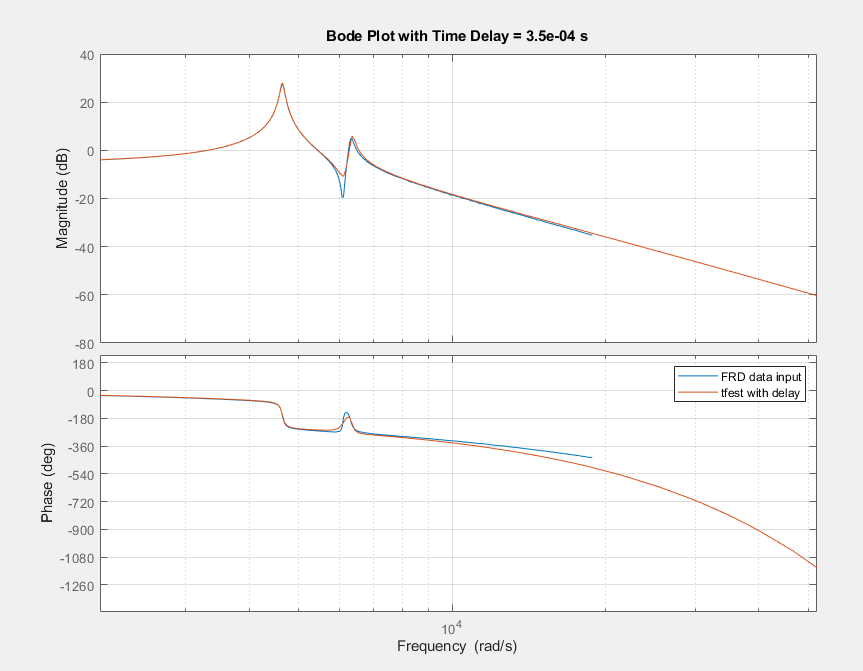 Bode Plot with Time Delay = 3.5e-04 s
Magnitude (dB)
40
20
0
-20
-40
-60
-80
Phase (deg)
180
0
-180
-360
-540
-720
-900
-1080
-1260
FRD data input
tfest with delay
10^4
Frequency (rad/s)